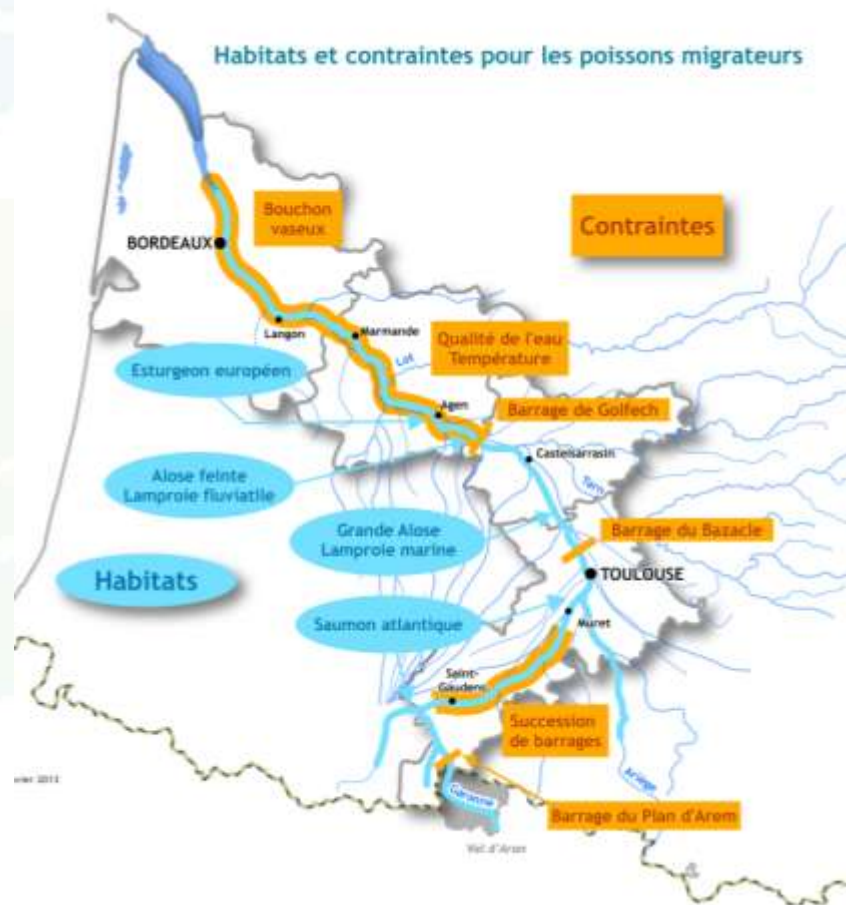 Habitats et contraintes pour les poissons migrateurs
Bouchon
vaseux
Contraintes
BORDEAUX
Langon
Marmande
Qualité de l'eau
Température
Lot
Esturgeon européen
Agen
Barrage de Golfech
Castelsarrasin
Alose feinte
Lamproie fluviatile
Tarn
Grande Alose
Lamproie marine
Barrage du Bazacle
Habitats
TOULOUSE
Saumon atlantique
Muret
Saint-
Gaudens
Succession
de barrages
Ariège
vier 2013
Garonne
Barrage du Plan d'Arem
Val d'Aran